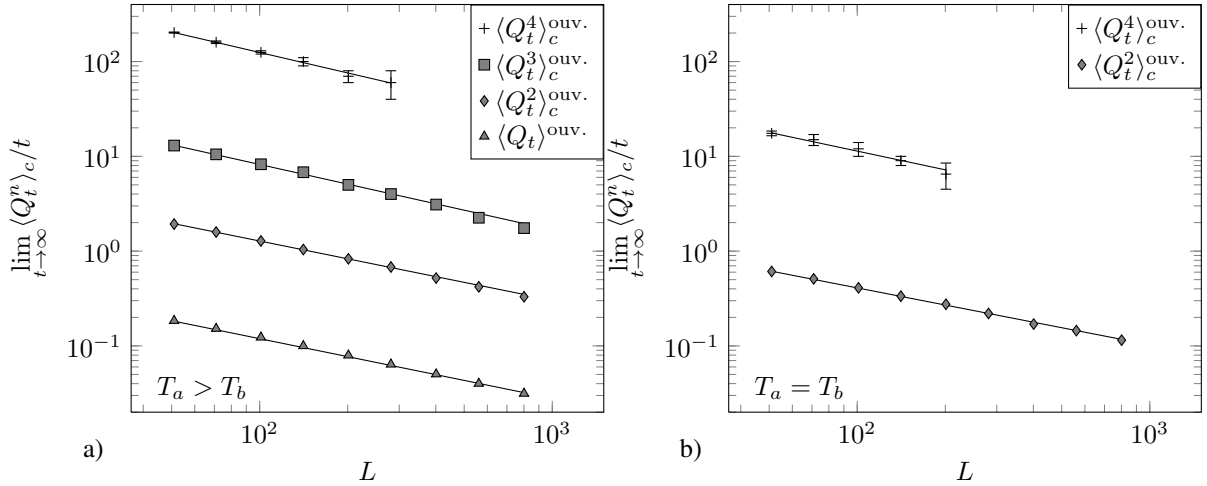 10^2
10^1
10^0
10^{-1}
\lim_{t→∞} ⟨Q_t^n⟩_c/t
⟨Q_t^4⟩_c^{ouv.}
⟨Q_t^3⟩_c^{ouv.}
⟨Q_t^2⟩_c^{ouv.}
⟨Q_t⟩^{ouv.}
T_a > T_b
10^2
10^3
a)
L
10^2
10^1
10^0
10^{-1}
\lim_{t→∞} ⟨Q_t^n⟩_c/t
⟨Q_t^4⟩_c^{ouv.}
⟨Q_t^2⟩_c^{ouv.}
T_a = T_b
10^2
10^3
b)
L